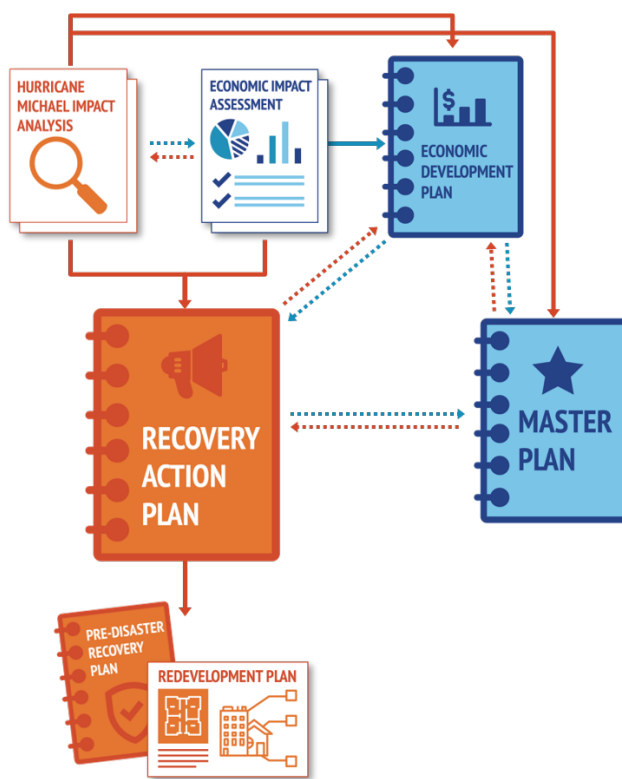 HURRICANE
MICHAEL IMPACT
ANALYSIS
ECONOMIC IMPACT
ASSESSMENT
$
ECONOMIC
DEVELOPMENT
PLAN
RECOVERY
ACTION
PLAN
MASTER
PLAN
PRE-DISASTER
RECOVERY
PLAN
REDEVELOPMENT PLAN